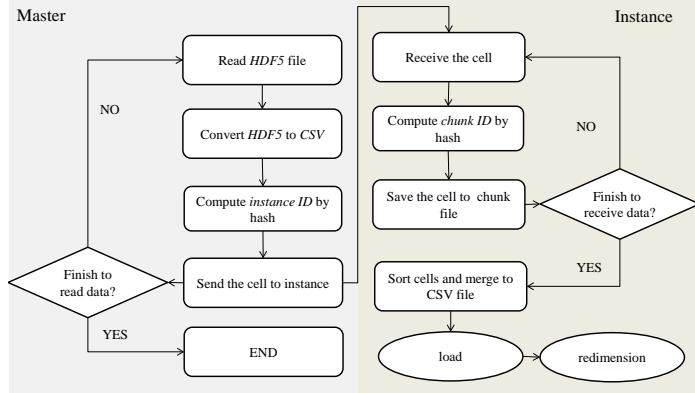 Master
Read HDF5 file
NO
Convert HDF5 to CSV
Compute instance ID by
hash
Finish to
read data?
Send the cell to instance
YES
END
Instance
Receive the cell
Compute chunk ID by
hash
NO
Save the cell to chunk
file
Finish to
receive data?
YES
Sort cells and merge to
CSV file
load
redimension